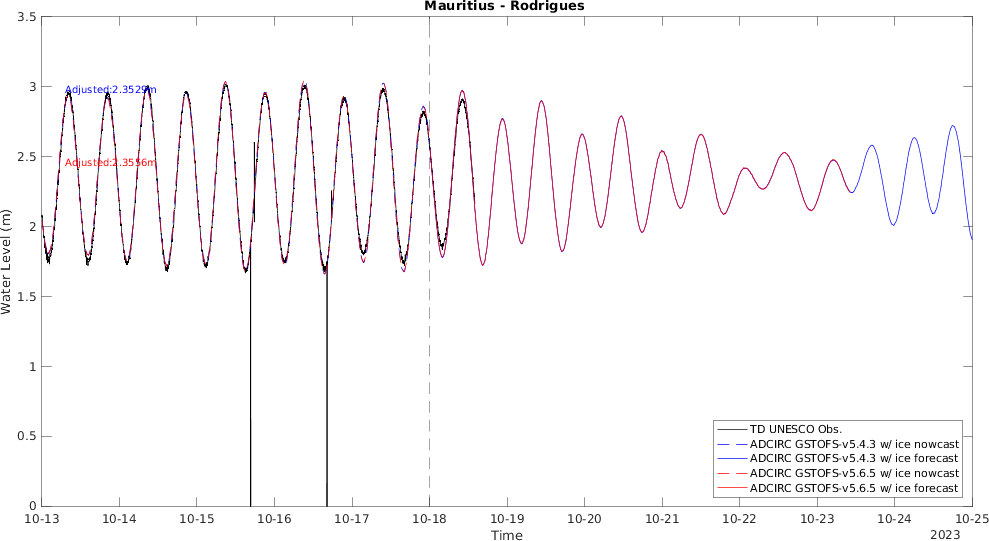 Mauritius - Rodrigues
3.5
3
2.5
2
1.5
1
0.5
0
Water Level (m)
Adjusted:2.3529m
Adjusted:2.3556m
TD UNESCO Obs.
ADCIRC GSTOFS-v5.4.3 w/ ice nowcast
ADCIRC GSTOFS-v5.4.3 w/ ice forecast
ADCIRC GSTOFS-v5.6.5 w/ ice nowcast
ADCIRC GSTOFS-v5.6.5 w/ ice forecast
10-13 10-14 10-15 10-16 10-17 10-18 10-19 10-20 10-21 10-22 10-23 10-24 10-25
Time
2023